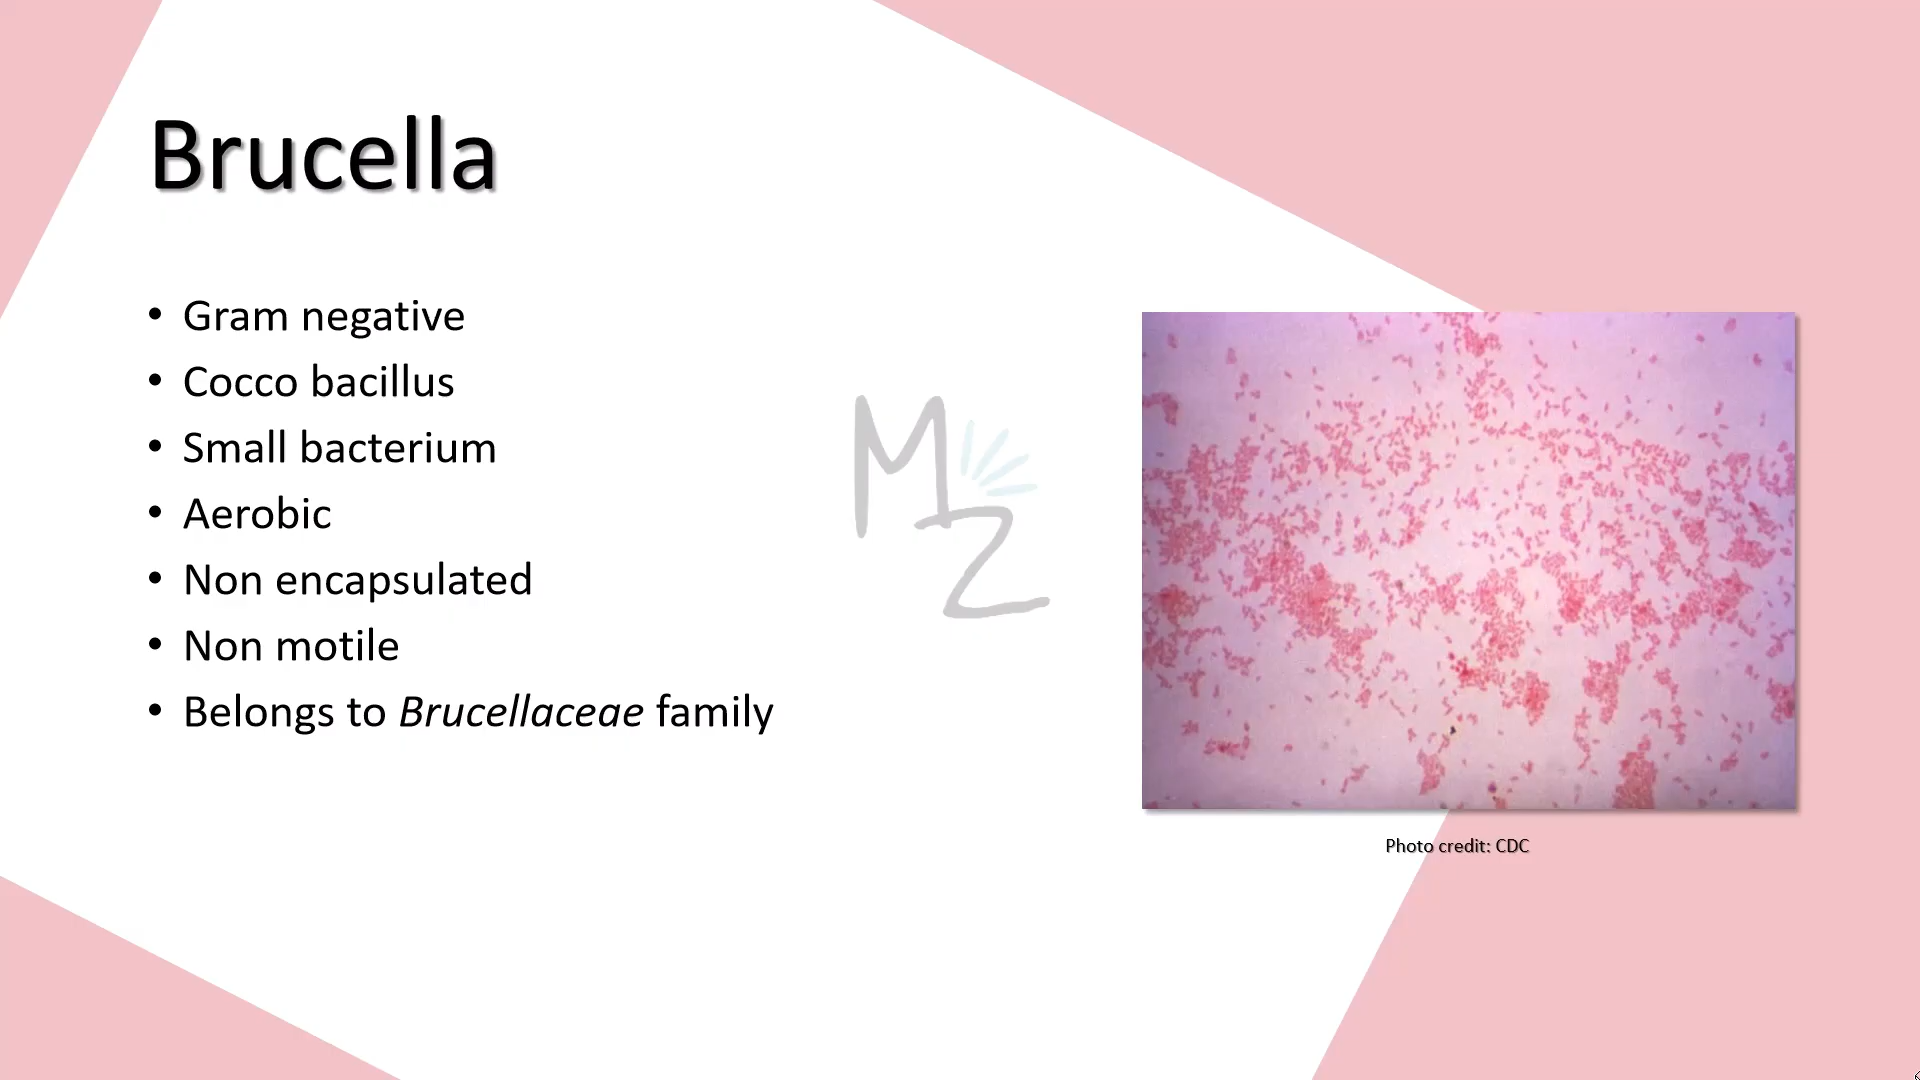 Brucella
• Gram negative
• Cocco bacillus
• Small bacterium
• Aerobic
• Non encapsulated
• Non motile
• Belongs to Brucellaceae family
MZ
Photo credit: CDC